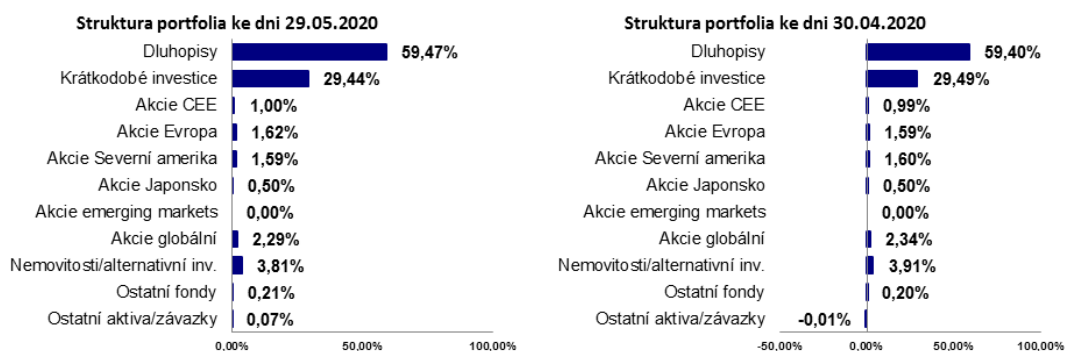 Struktura portfolia ke dni 29.05.2020
Dluhopisy 59,47%
Krátkodobé investice 29,44%
Akcie CEE 1,00%
Akcie Evropa 1,62%
Akcie Severní amerika 1,59%
Akcie Japonsko 0,50%
Akcie emerging markets 0,00%
Akcie globální 2,29%
Nemovitosti/alternativní inv. 3,81%
Ostatní fondy 0,21%
Ostatní aktiva/závazky 0,07%
0,00% 50,00% 100,00%
Struktura portfolia ke dni 30.04.2020
Dluhopisy 59,40%
Krátkodobé investice 29,49%
Akcie CEE 0,99%
Akcie Evropa 1,59%
Akcie Severní amerika 1,60%
Akcie Japonsko 0,50%
Akcie emerging markets 0,00%
Akcie globální 2,34%
Nemovitosti/alternativní inv. 3,91%
Ostatní fondy 0,20%
Ostatní aktiva/závazky -0,01%
-50,00% 0,00% 50,00% 100,00%